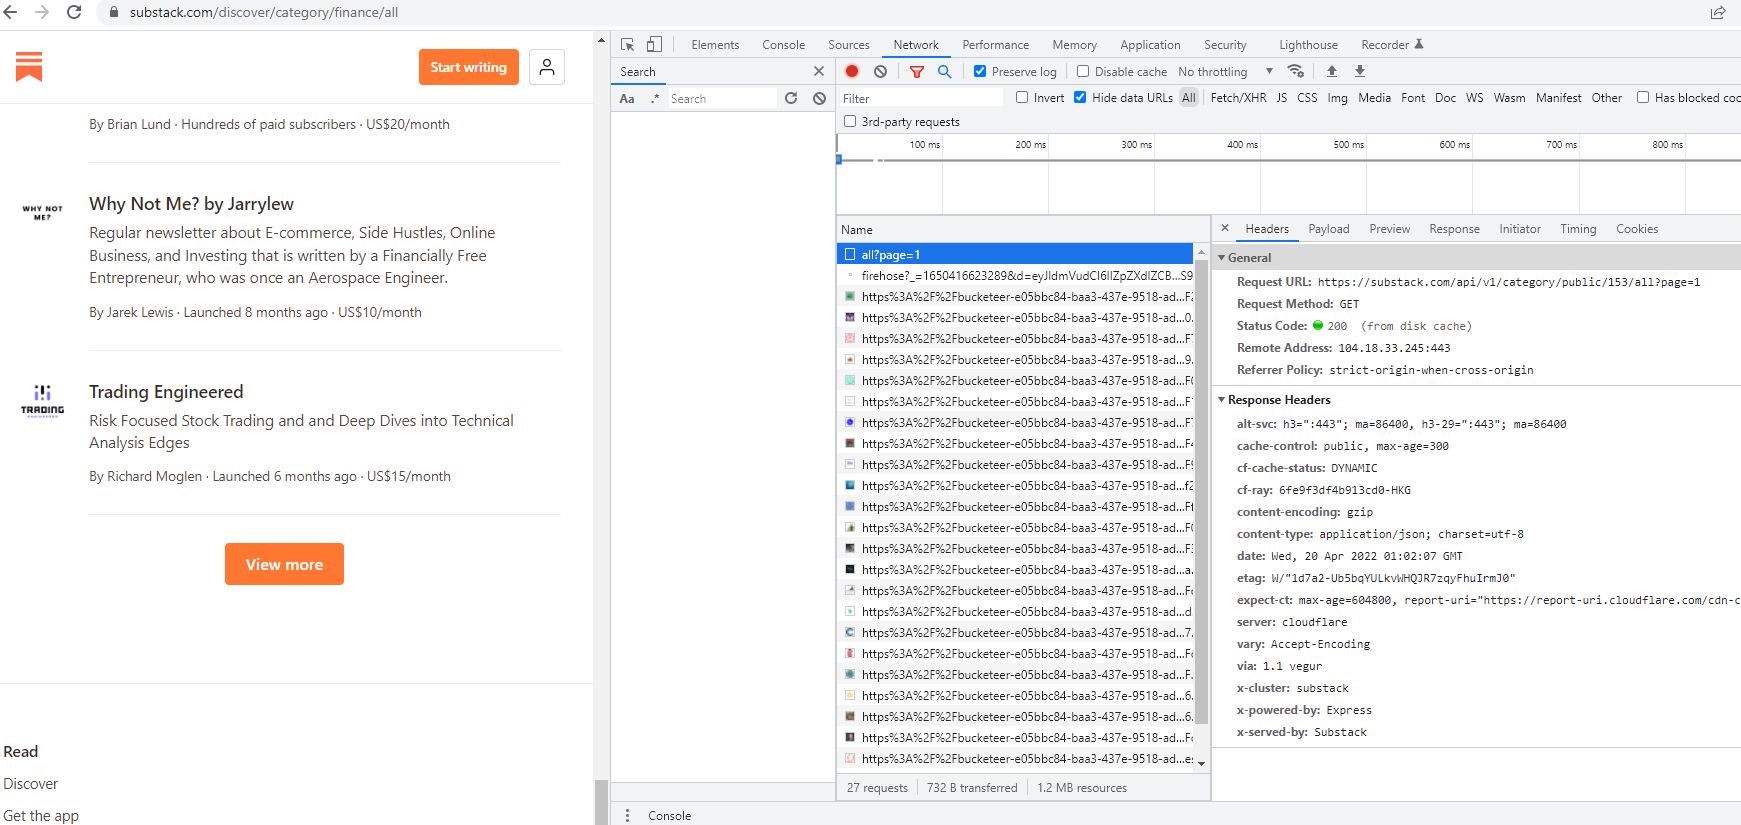 substack.com/discover/category/finance/all
Start writing
By Brian Lund · Hundreds of paid subscribers · US$20/month
WHY NOT
ME?
Why Not Me? by Jarrylew
Regular newsletter about E-commerce, Side Hustles, Online
Business, and Investing that is written by a Financially Free
Entrepreneur, who was once an Aerospace Engineer.
By Jarek Lewis · Launched 8 months ago · US$10/month
TRADING
Trading Engineered
Risk Focused Stock Trading and and Deep Dives into Technical
Analysis Edges
By Richard Moglen · Launched 6 months ago · US$15/month
View more
Read
Discover
Get the app
Elements Console Sources Network Performance Memory Application Security Lighthouse Recorder
Search
Aa .* Search
Preserve log Disable cache No throttling
Filter Invert Hide data URLs All Fetch/XHR JS CSS Img Media Font Doc WS Wasm Manifest Other Has blocked coo
3rd-party requests
100 ms 200 ms 300 ms 400 ms 500 ms 600 ms 700 ms 800 ms
Name
all?page=1
firehose?_=1650416623289&d=eyJldmVudCI6IlZpZXdlZCB...S9
https%3A%2F%2Fbucketeer-e05bbc84-baa3-437e-9518-ad...F2
https%3A%2F%2Fbucketeer-e05bbc84-baa3-437e-9518-ad...0.
https%3A%2F%2Fbucketeer-e05bbc84-baa3-437e-9518-ad...F7
https%3A%2F%2Fbucketeer-e05bbc84-baa3-437e-9518-ad...9.
https%3A%2F%2Fbucketeer-e05bbc84-baa3-437e-9518-ad...F0
https%3A%2F%2Fbucketeer-e05bbc84-baa3-437e-9518-ad...F1
https%3A%2F%2Fbucketeer-e05bbc84-baa3-437e-9518-ad...F7
https%3A%2F%2Fbucketeer-e05bbc84-baa3-437e-9518-ad...F4
https%3A%2F%2Fbucketeer-e05bbc84-baa3-437e-9518-ad...F9
https%3A%2F%2Fbucketeer-e05bbc84-baa3-437e-9518-ad...f2
https%3A%2F%2Fbucketeer-e05bbc84-baa3-437e-9518-ad...Ff
https%3A%2F%2Fbucketeer-e05bbc84-baa3-437e-9518-ad...F0
https%3A%2F%2Fbucketeer-e05bbc84-baa3-437e-9518-ad...F3
https%3A%2F%2Fbucketeer-e05bbc84-baa3-437e-9518-ad...a.
https%3A%2F%2Fbucketeer-e05bbc84-baa3-437e-9518-ad...Fc
https%3A%2F%2Fbucketeer-e05bbc84-baa3-437e-9518-ad...d
https%3A%2F%2Fbucketeer-e05bbc84-baa3-437e-9518-ad...7.
https%3A%2F%2Fbucketeer-e05bbc84-baa3-437e-9518-ad...Fc
https%3A%2F%2Fbucketeer-e05bbc84-baa3-437e-9518-ad...F.
https%3A%2F%2Fbucketeer-e05bbc84-baa3-437e-9518-ad...6.
https%3A%2F%2Fbucketeer-e05bbc84-baa3-437e-9518-ad...6.
https%3A%2F%2Fbucketeer-e05bbc84-baa3-437e-9518-ad...Fc
https%3A%2F%2Fbucketeer-e05bbc84-baa3-437e-9518-ad...e
27 requests 732 B transferred 1.2 MB resources
Headers Payload Preview Response Initiator Timing Cookies
General
Request URL: https://substack.com/api/v1/category/public/153/all?page=1
Request Method: GET
Status Code: 200 (from disk cache)
Remote Address: 104.18.33.245:443
Referrer Policy: strict-origin-when-cross-origin
Response Headers
alt-svc: h3=":443"; ma=86400, h3-29=":443"; ma=86400
cache-control: public, max-age=300
cf-cache-status: DYNAMIC
cf-ray: 6fe9f3df4b913cd0-HKG
content-encoding: gzip
content-type: application/json; charset=utf-8
date: Wed, 20 Apr 2022 01:02:07 GMT
etag: W/"1d7a2-Ub5bqYULkvWHQJR7zqyFhuIrmJ0"
expect-ct: max-age=604800, report-uri="https://report-uri.cloudflare.com/cdn-c
server: cloudflare
vary: Accept-Encoding
via: 1.1 vegur
x-cluster: substack
x-powered-by: Express
x-served-by: Substack
Console